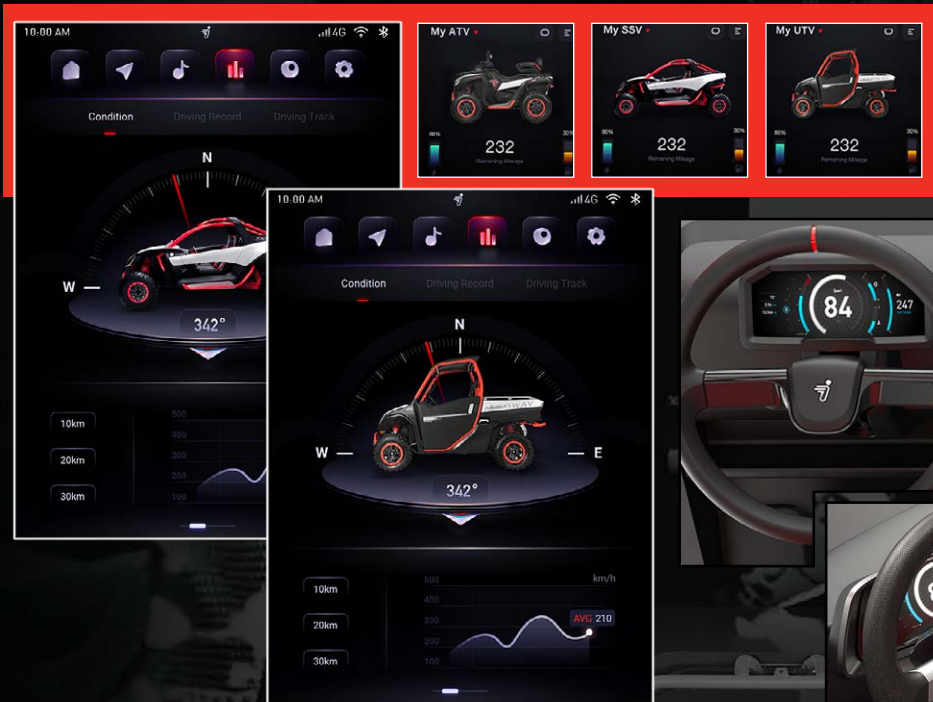 10:00 AM
4G
Condition
Driving Record
Driving Track
N
W
342°
10km
20km
30km
500
400
300
200
100
My ATV
232
Remaining Mileage
30%
My SSV
80%
232
Remaining Mileage
30%
My UTV
80%
232
Remaining Mileage
30%
10:00 AM
4G
Condition
Driving Record
Driving Track
N
W
E
342°
10km
20km
30km
km/h
400
300
200
100
AVG 210
Sport
84
247